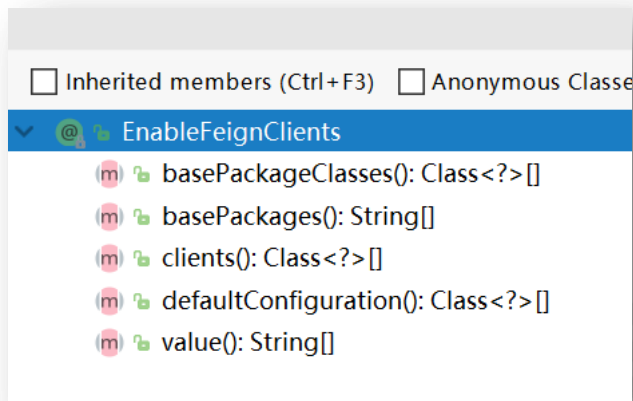 Inherited members (Ctrl+F3) Anonymous Classe
@ EnableFeignClients
m basePackageClasses(): Class<?>[]
m basePackages(): String[]
m clients(): Class<?>[]
m defaultConfiguration(): Class<?>[]
m value(): String[]